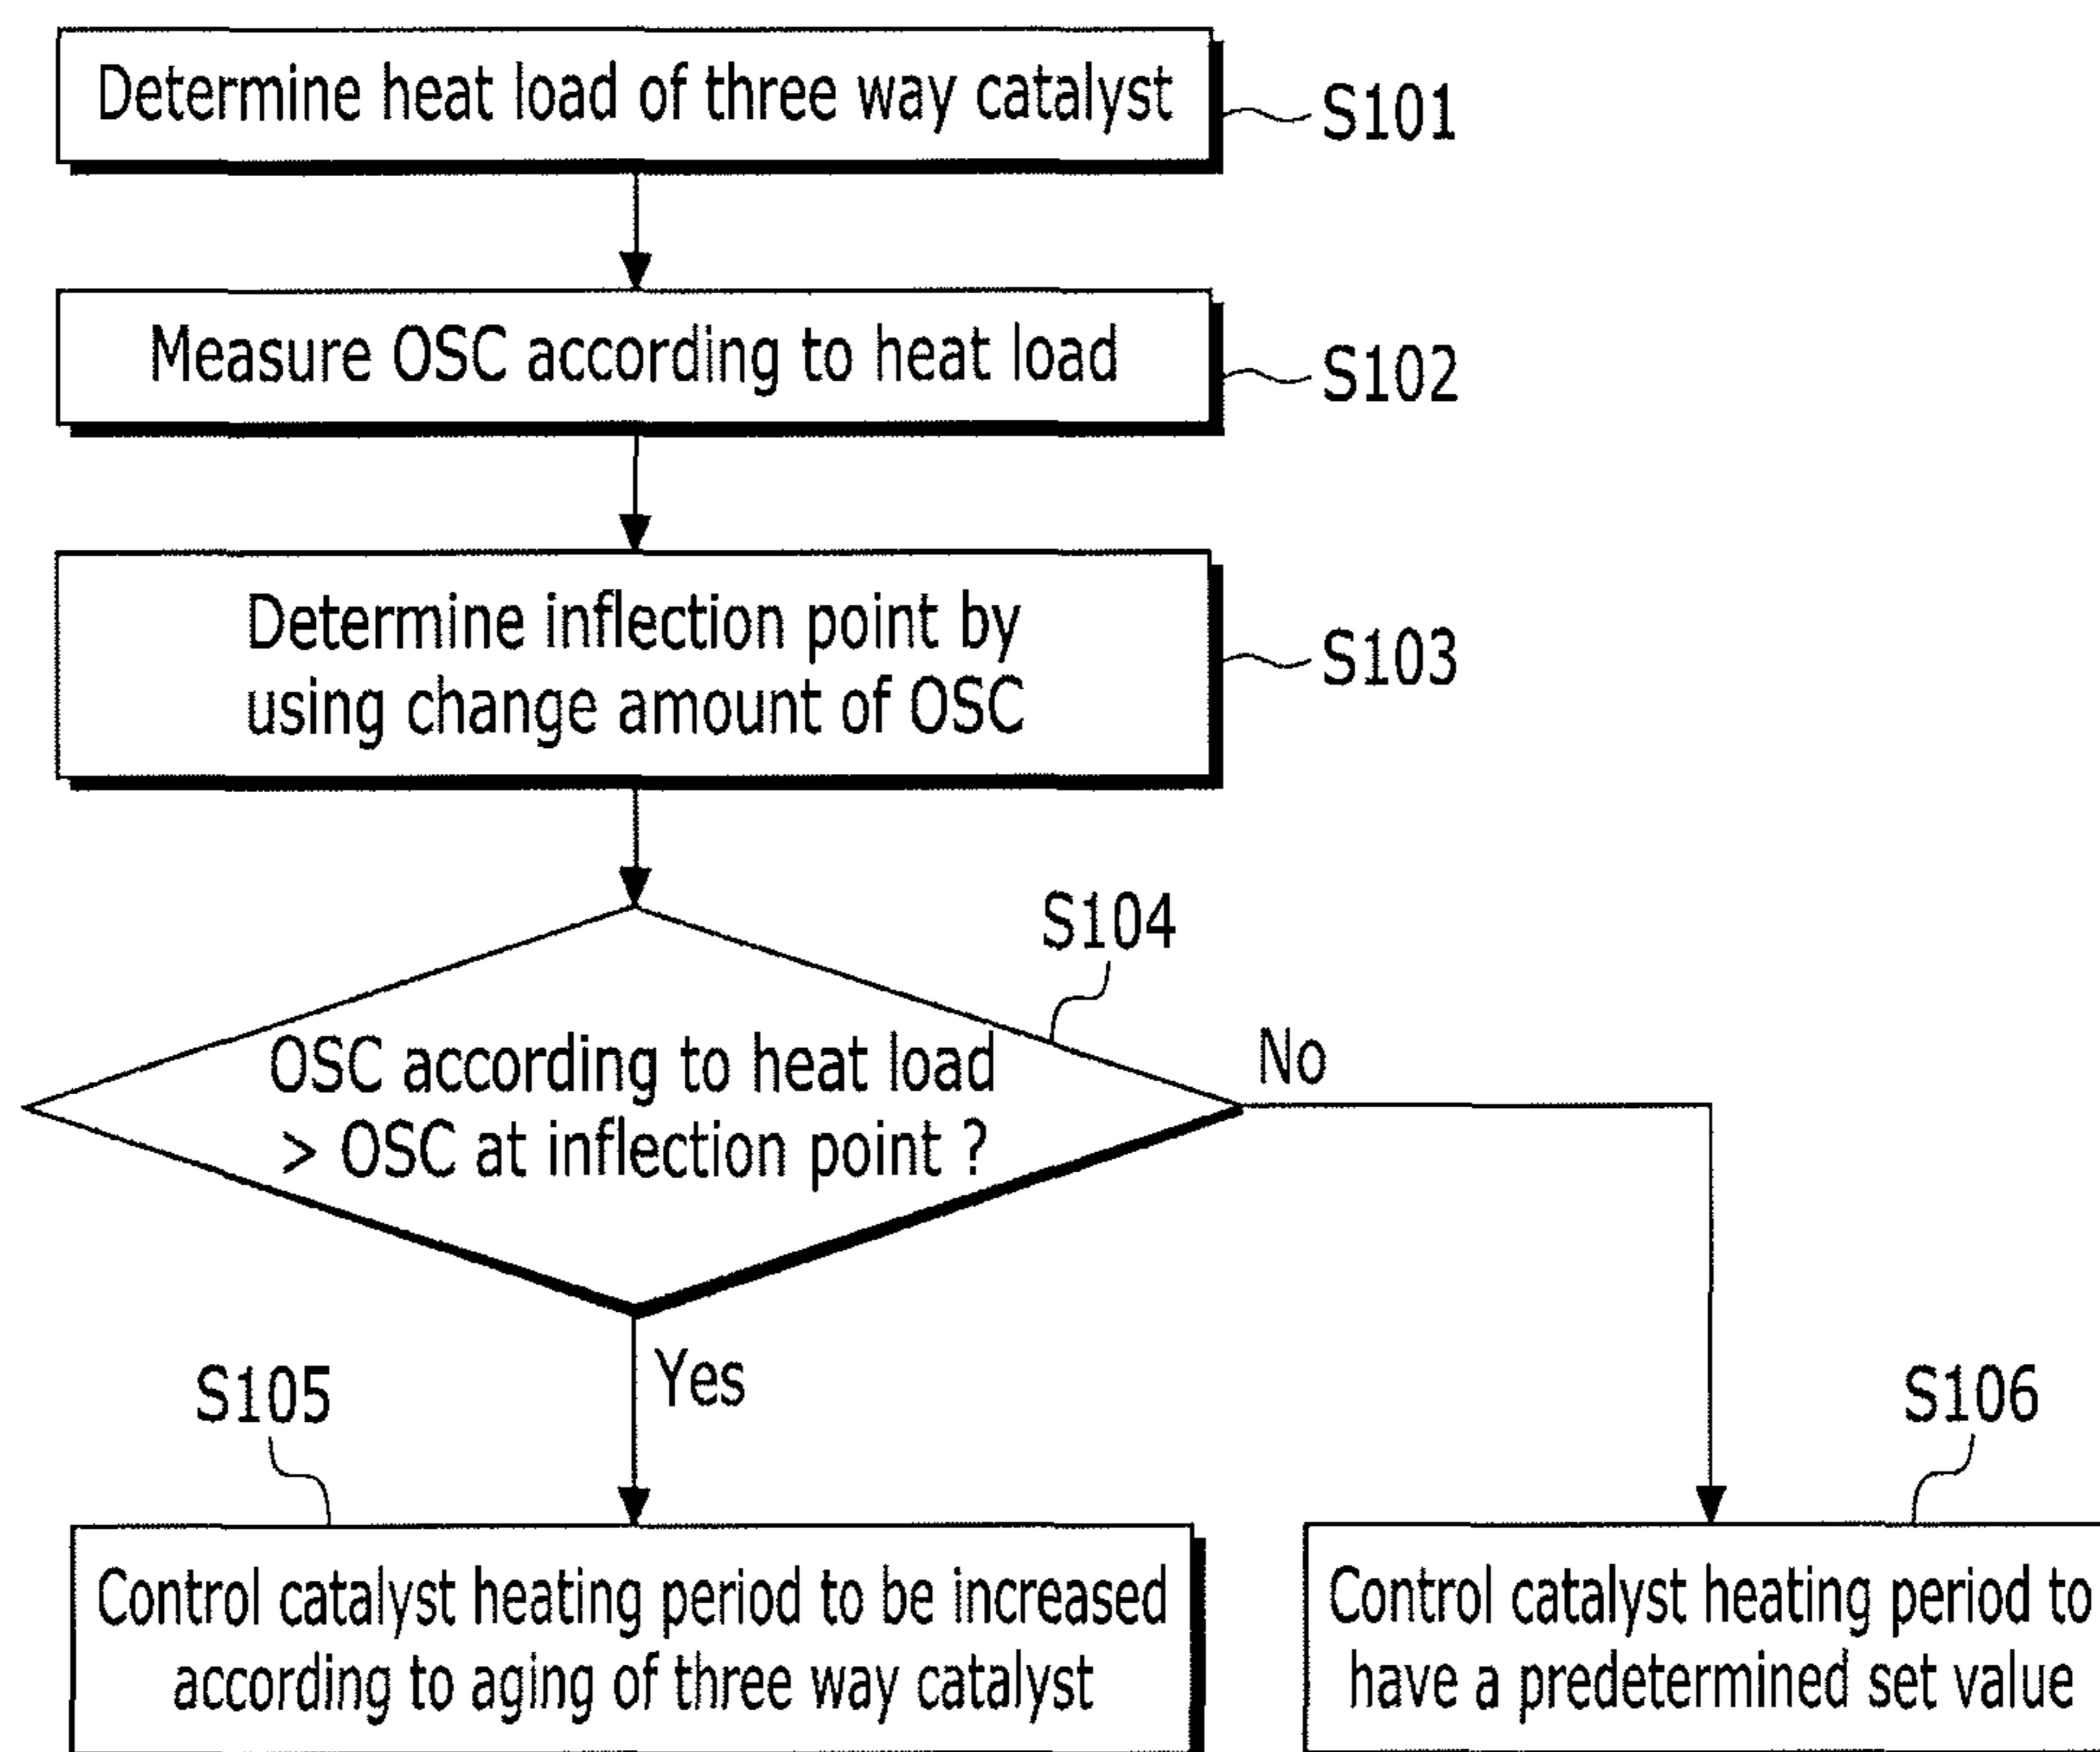 Determine heat load of three way catalyst
S101
Measure OSC according to heat load
S102
Determine inflection point by
using change amount of OSC
S103
S104
OSC according to heat load
> OSC at inflection point ?
No
Yes
S105
Control catalyst heating period to be increased
according to aging of three way catalyst
S106
Control catalyst heating period to
have a predetermined set value